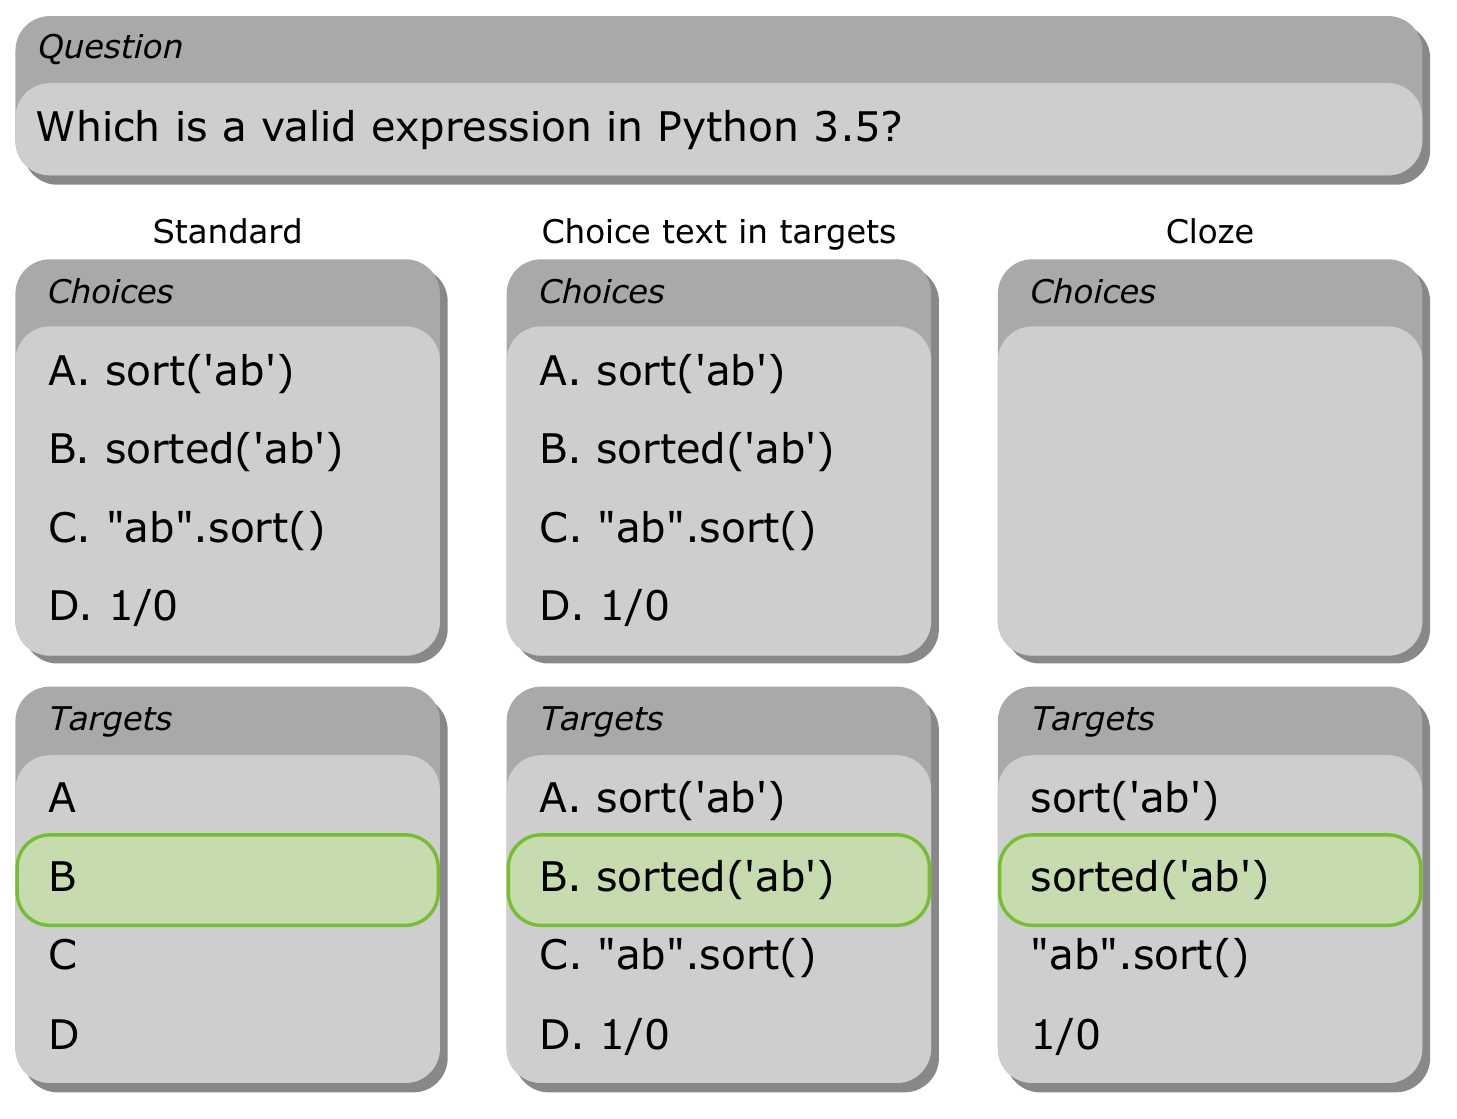 Question
Which is a valid expression in Python 3.5?
Standard
Choices
A. sort('ab')
B. sorted('ab')
C. "ab".sort()
D. 1/0
Targets
A
B
C
D
Choice text in targets
Choices
A. sort('ab')
B. sorted('ab')
C. "ab".sort()
D. 1/0
Targets
A. sort('ab')
B. sorted('ab')
C. "ab".sort()
D. 1/0
Cloze
Choices
Targets
sort('ab')
sorted('ab')
"ab".sort()
1/0